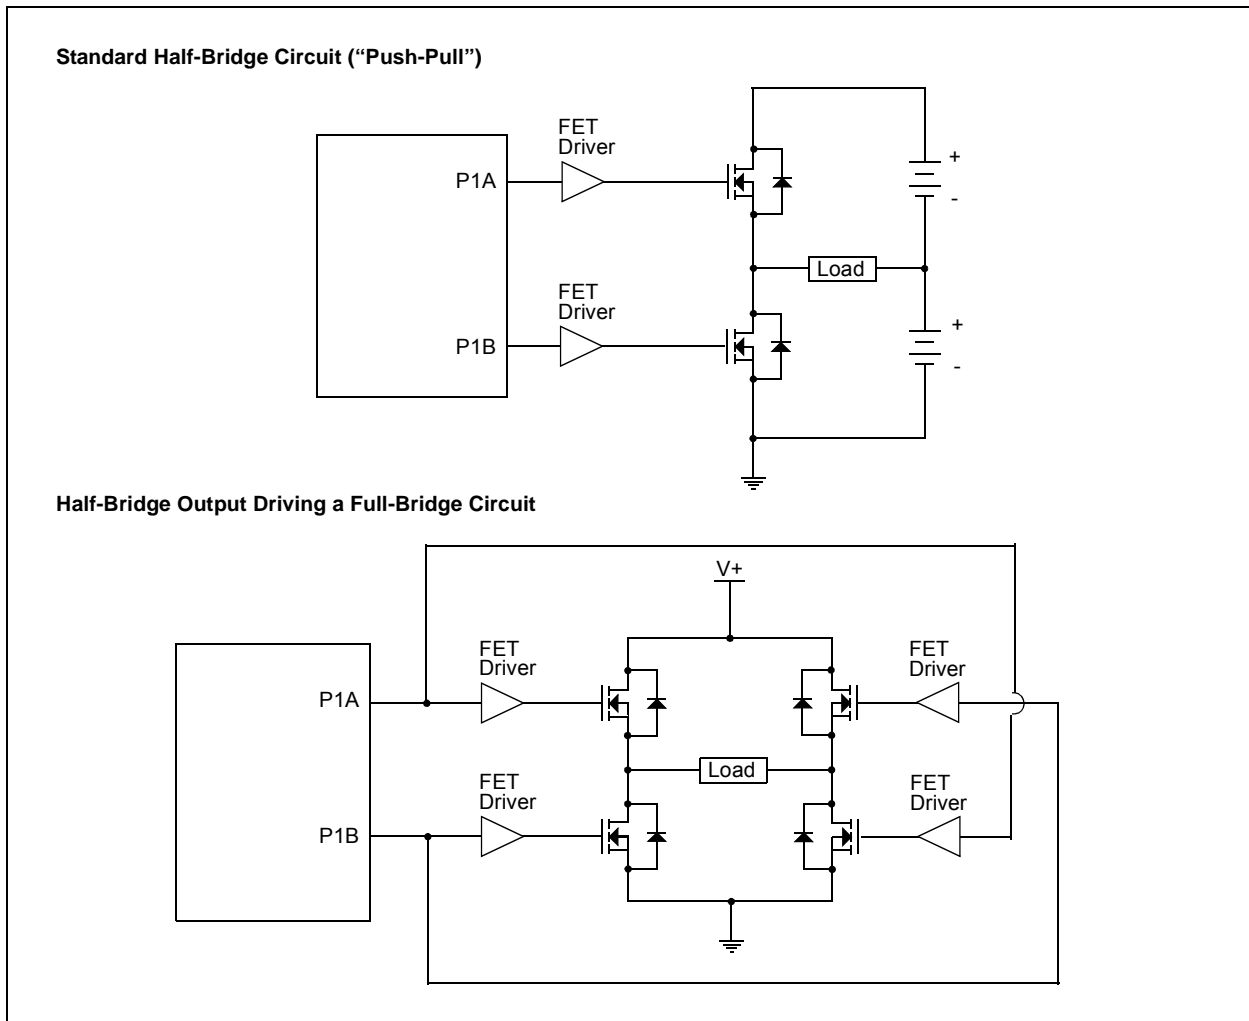 Standard Half-Bridge Circuit (“Push-Pull”)
FET
Driver
P1A
+
-
Load
FET
Driver
P1B
+
-
Half-Bridge Output Driving a Full-Bridge Circuit
V+
FET
Driver
FET
Driver
P1A
Load
FET
Driver
FET
Driver
P1B